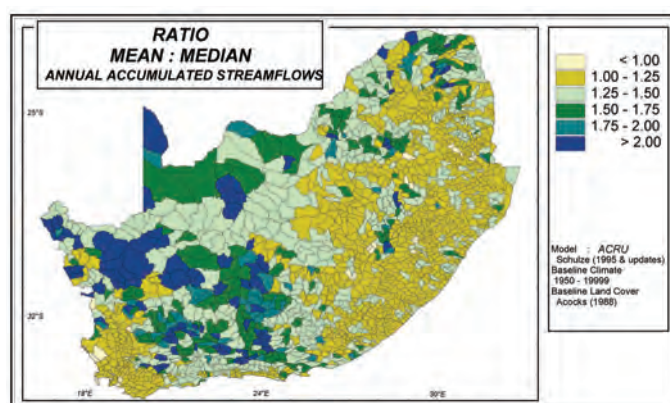 RATIO
MEAN : MEDIAN
ANNUAL ACCUMULATED STREAMFLOWS
< 1.00
1.00 - 1.25
1.25 - 1.50
1.50 - 1.75
1.75 - 2.00
> 2.00
Model : ACRU
Schulze (1995 & updates)
Baseline Climate
1950 - 19999
Baseline Land Cover
Acocks (1988)
18°E
24°E
30°E